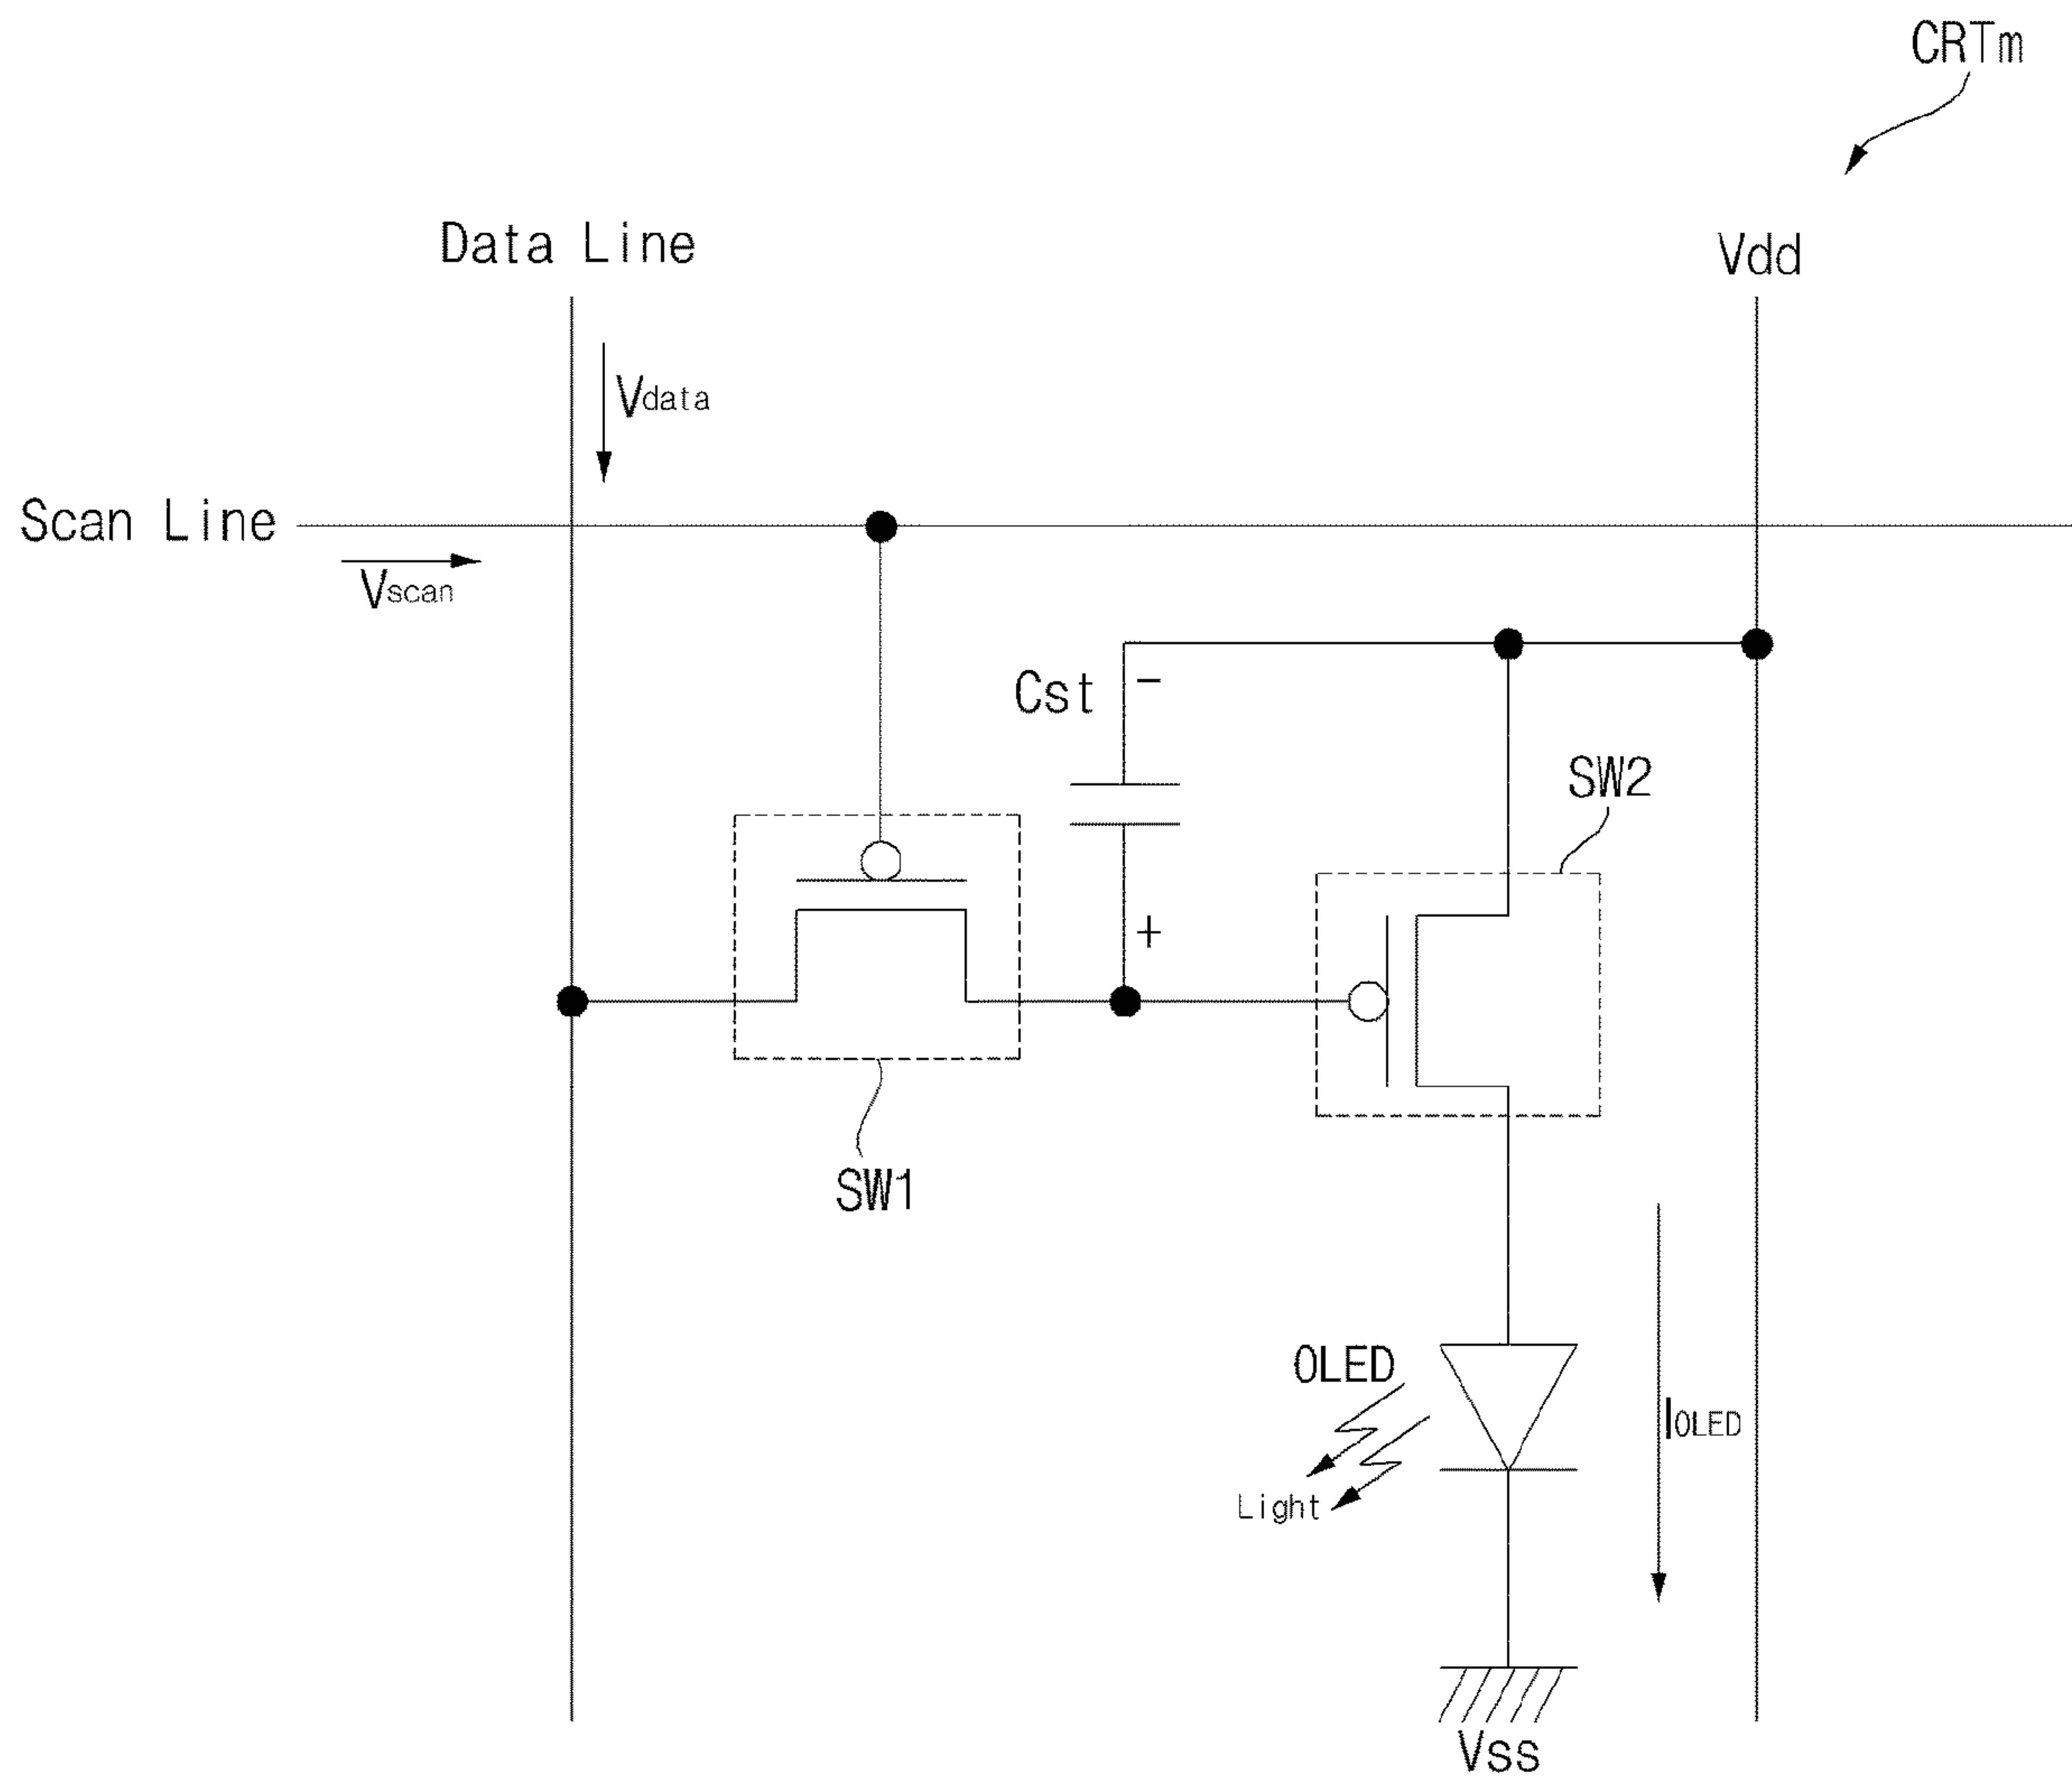 CRTm
Data Line
Vdd
Vdata
Scan Line
Vscan
Cst
-
SW2
+
SW1
OLED
IOLED
Light
Vss